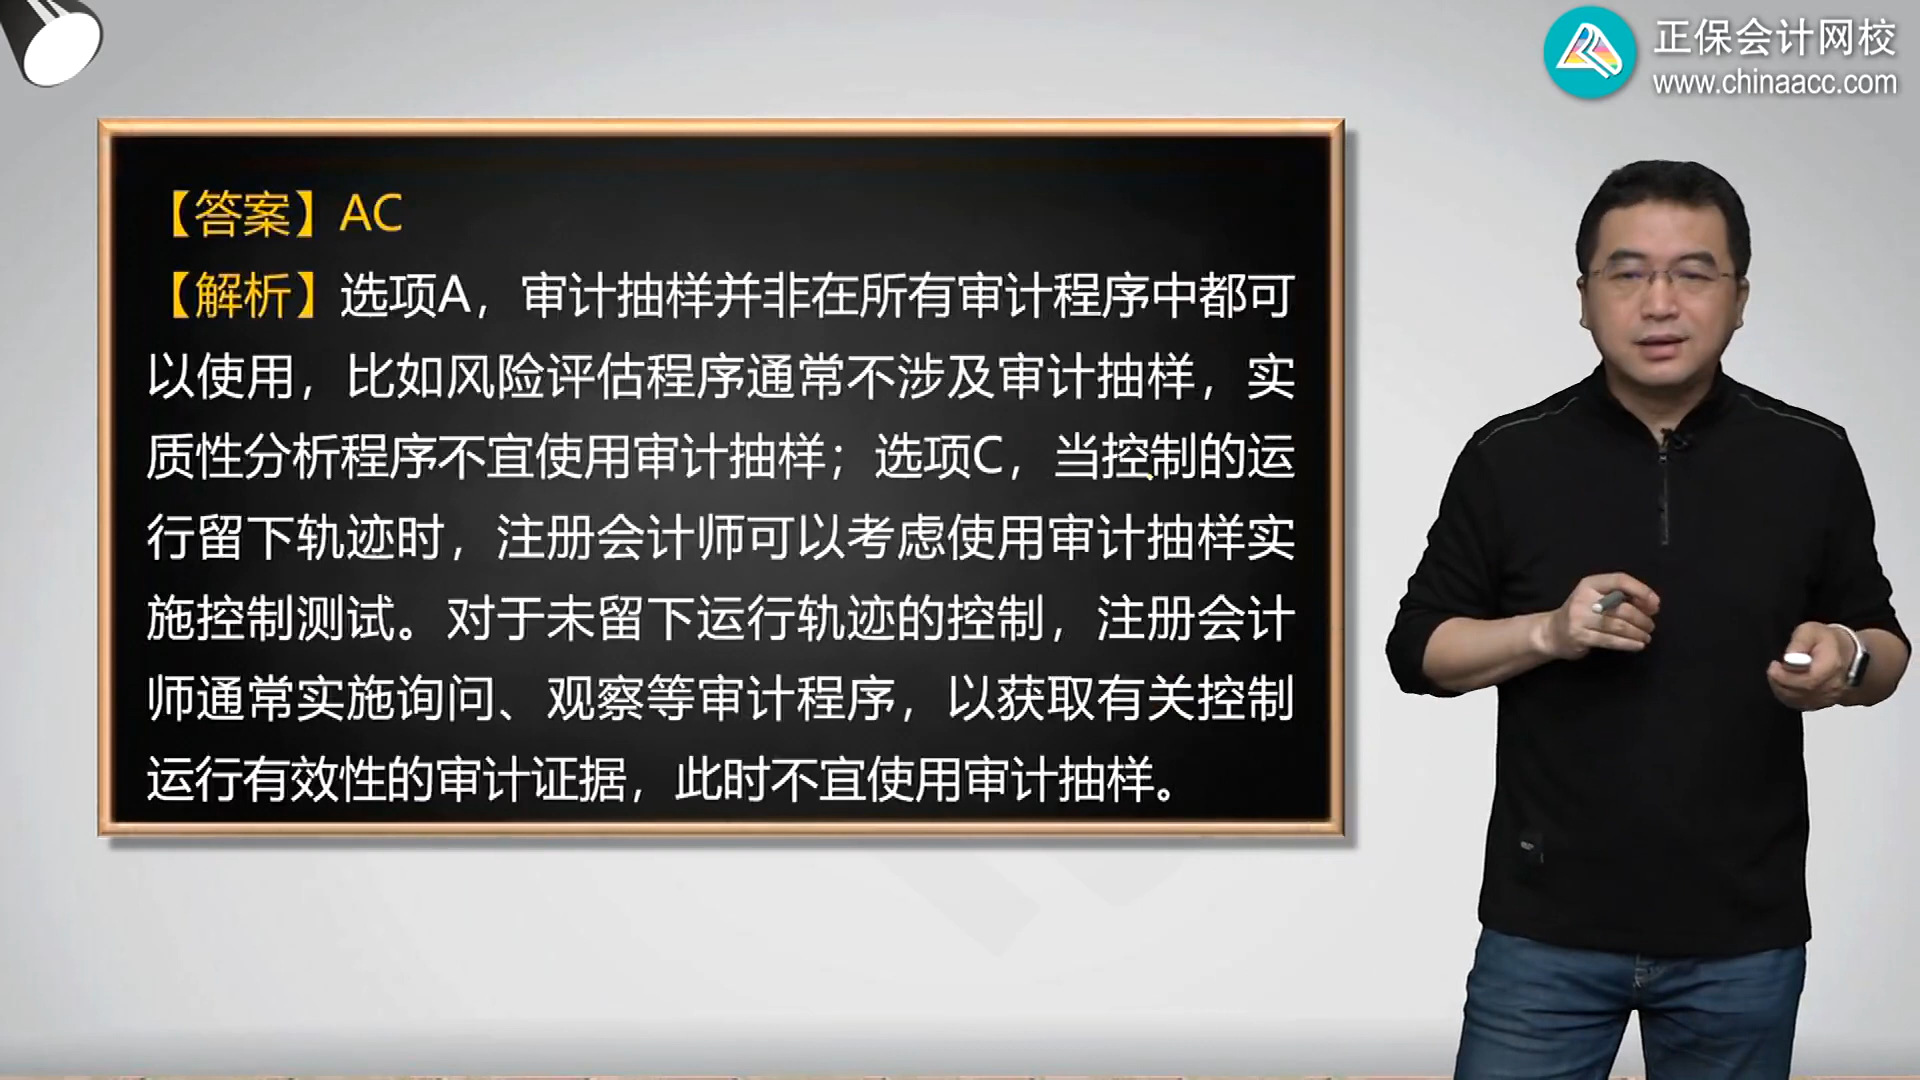 正保会计网校
www.chinaacc.com
【答案】AC
【解析】选项A，审计抽样并非在所有审计程序中都可
以使用，比如风险评估程序通常不涉及审计抽样，实
质性分析程序不宜使用审计抽样；选项C，当控制的运
行留下轨迹时，注册会计师可以考虑使用审计抽样实
施控制测试。对于未留下运行轨迹的控制，注册会计
师通常实施询问、观察等审计程序，以获取有关控制
运行有效性的审计证据，此时不宜使用审计抽样。